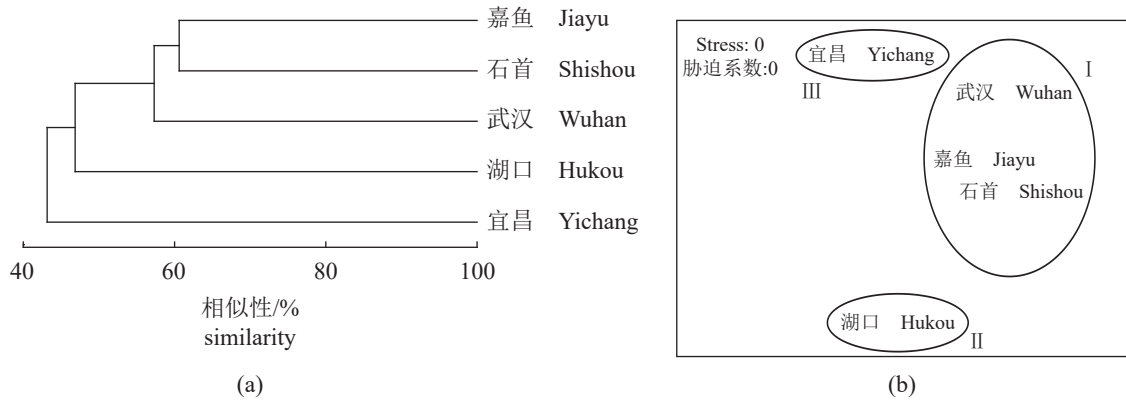 嘉鱼 Jiayu
石首 Shishou
武汉 Wuhan
湖口 Hukou
宜昌 Yichang
40 60 80 100
相似性/%
similarity
(a)
Stress: 0
胁迫系数:0
宜昌 Yichang
III
I
武汉 Wuhan
嘉鱼 Jiayu
石首 Shishou
湖口 Hukou
II
(b)